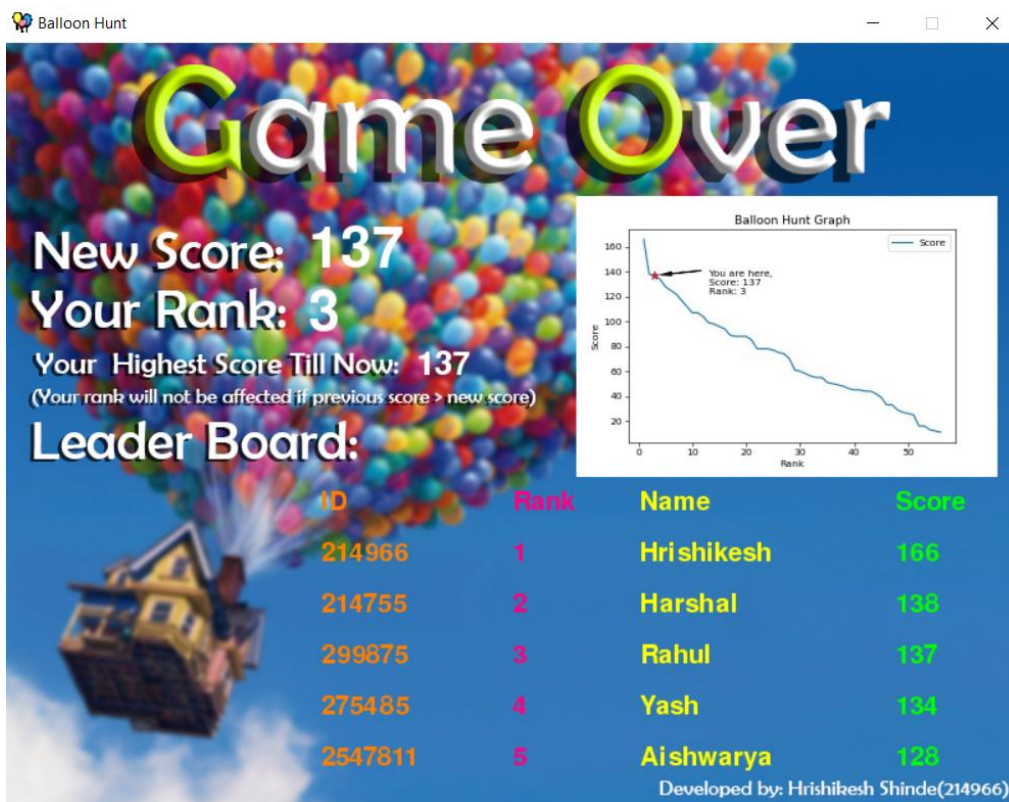 Balloon Hunt
Game Over
New Score: 137
Your Rank: 3
Your Highest Score Till Now: 137
(Your rank will not be affected if previous score > new score)
Balloon Hunt Graph
Score
You are here,
Score: 137
Rank: 3
160
140
120
100
80
60
40
20
Score
0 10 20 30 40 50
Rank
Leader Board:
ID Rank Name Score
214966 1 Hrishikesh 166
214755 2 Harshal 138
299875 3 Rahul 137
275485 4 Yash 134
2547811 5 Aishwarya 128
Developed by: Hrishikesh Shinde(214966)